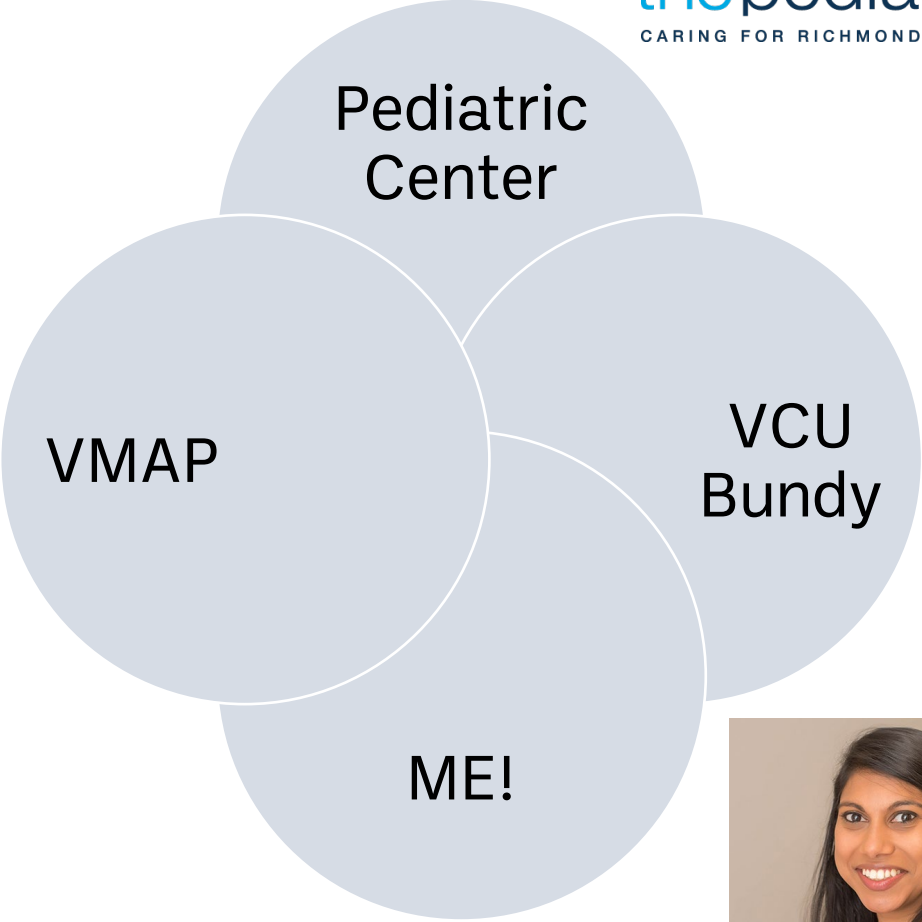 CARING FOR RICHMOND
Pediatric
Center
VCU
Bundy
VMAP
ME!